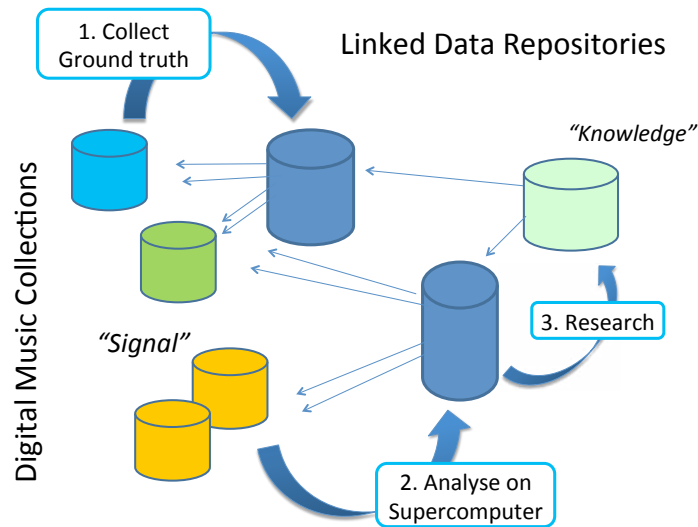 1. Collect
Ground truth
Linked Data Repositories
“Knowledge”
Digital Music Collections
3. Research
“Signal”
2. Analyse on
Supercomputer